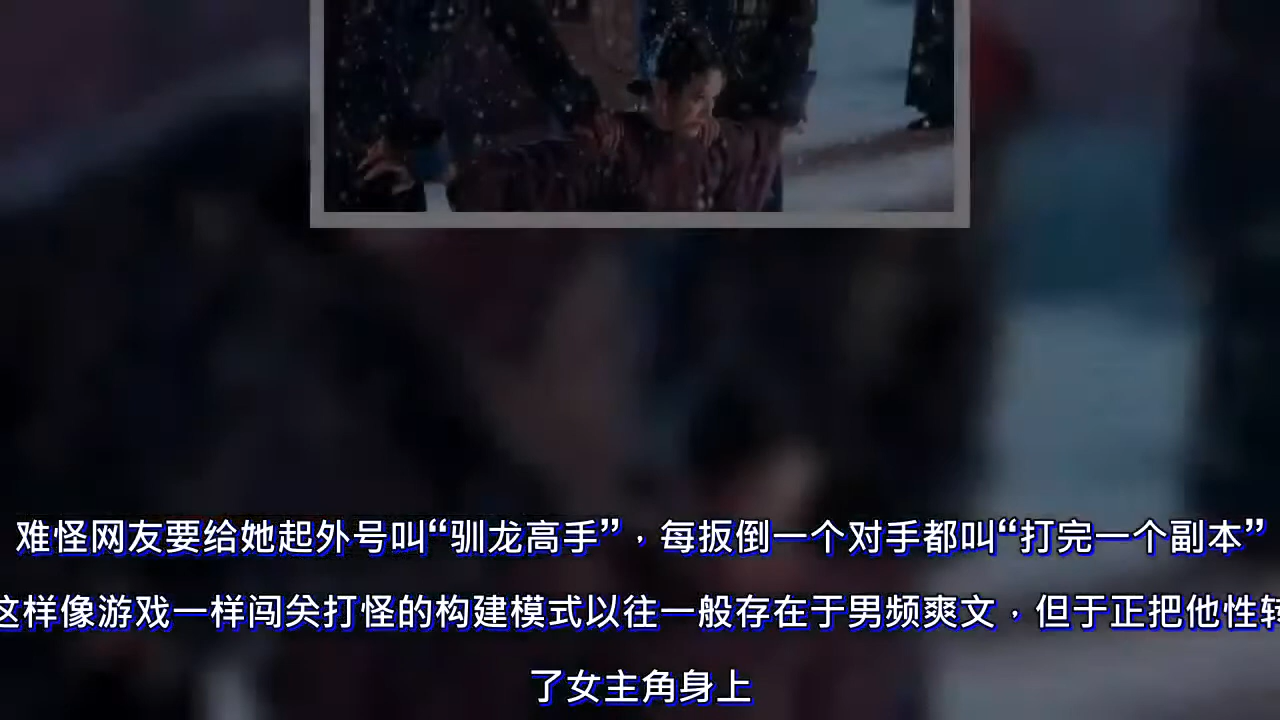 难怪网友要给她起外号叫“驯龙高手”，每扳倒一个对手都叫“打完一个副本”
这样像游戏一样闯关打怪的构建模式以往一般存在于男频爽文，但于正把他性转
了女主角身上